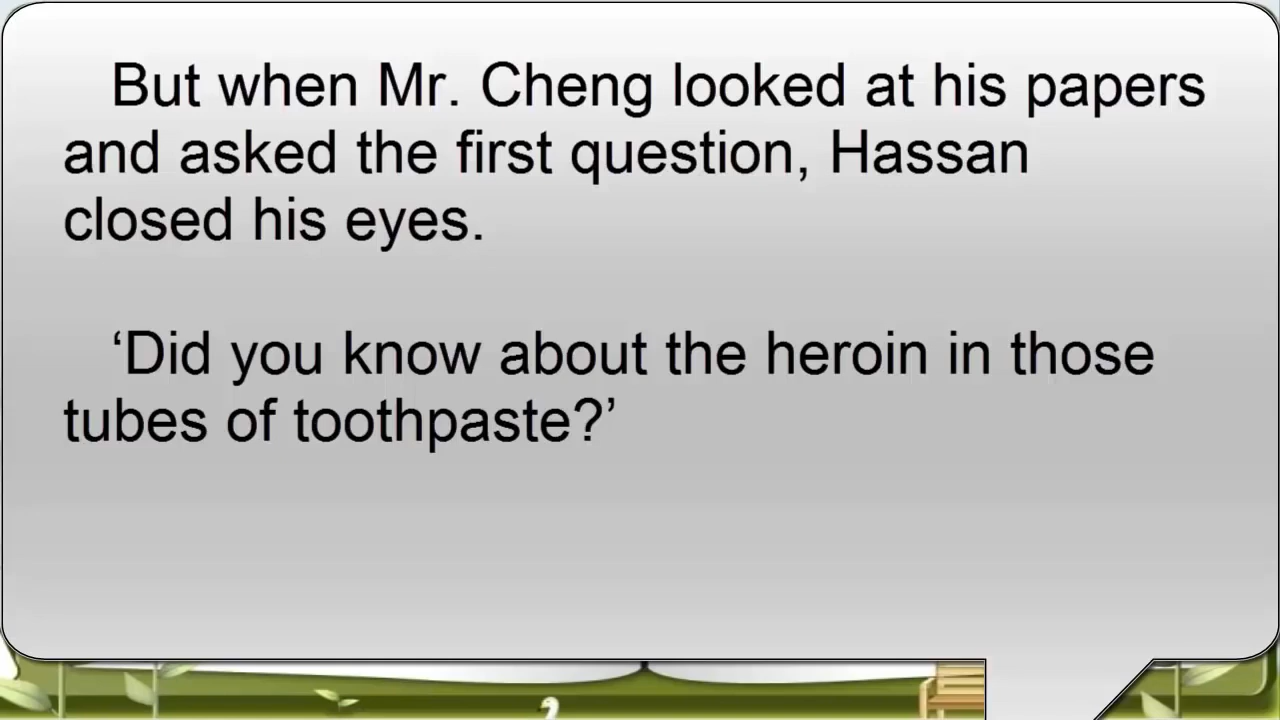 But when Mr. Cheng looked at his papers
and asked the first question, Hassan
closed his eyes.
‘Did you know about the heroin in those
tubes of toothpaste?’